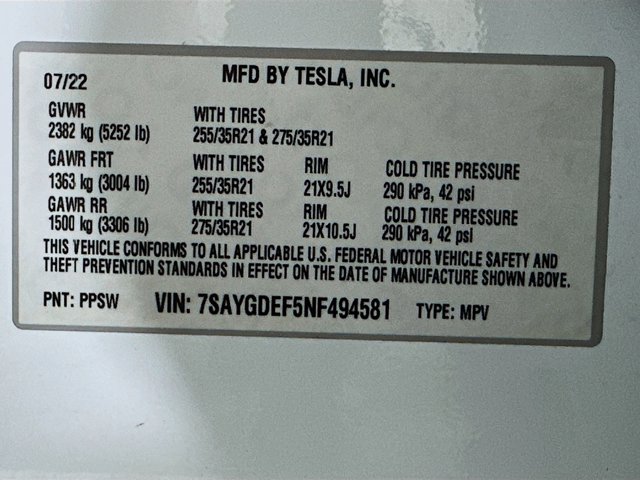 07/22 MFD BY TESLA, INC.
GVWR WITH TIRES
2382 kg (5252 lb) 255/35R21 & 275/35R21
GAWR FRT WITH TIRES RIM COLD TIRE PRESSURE
1363 kg (3004 lb) 255/35R21 21X9.5J 290 kPa, 42 psi
GAWR RR WITH TIRES RIM COLD TIRE PRESSURE
1500 kg (3306 lb) 275/35R21 21X10.5J 290 kPa, 42 psi
THIS VEHICLE CONFORMS TO ALL APPLICABLE U.S. FEDERAL MOTOR VEHICLE SAFETY AND
THEFT PREVENTION STANDARDS IN EFFECT ON THE DATE OF MANUFACTURE SHOWN ABOVE.
PNT: PPSW VIN: 7SAYGDEF5NF494581 TYPE: MPV